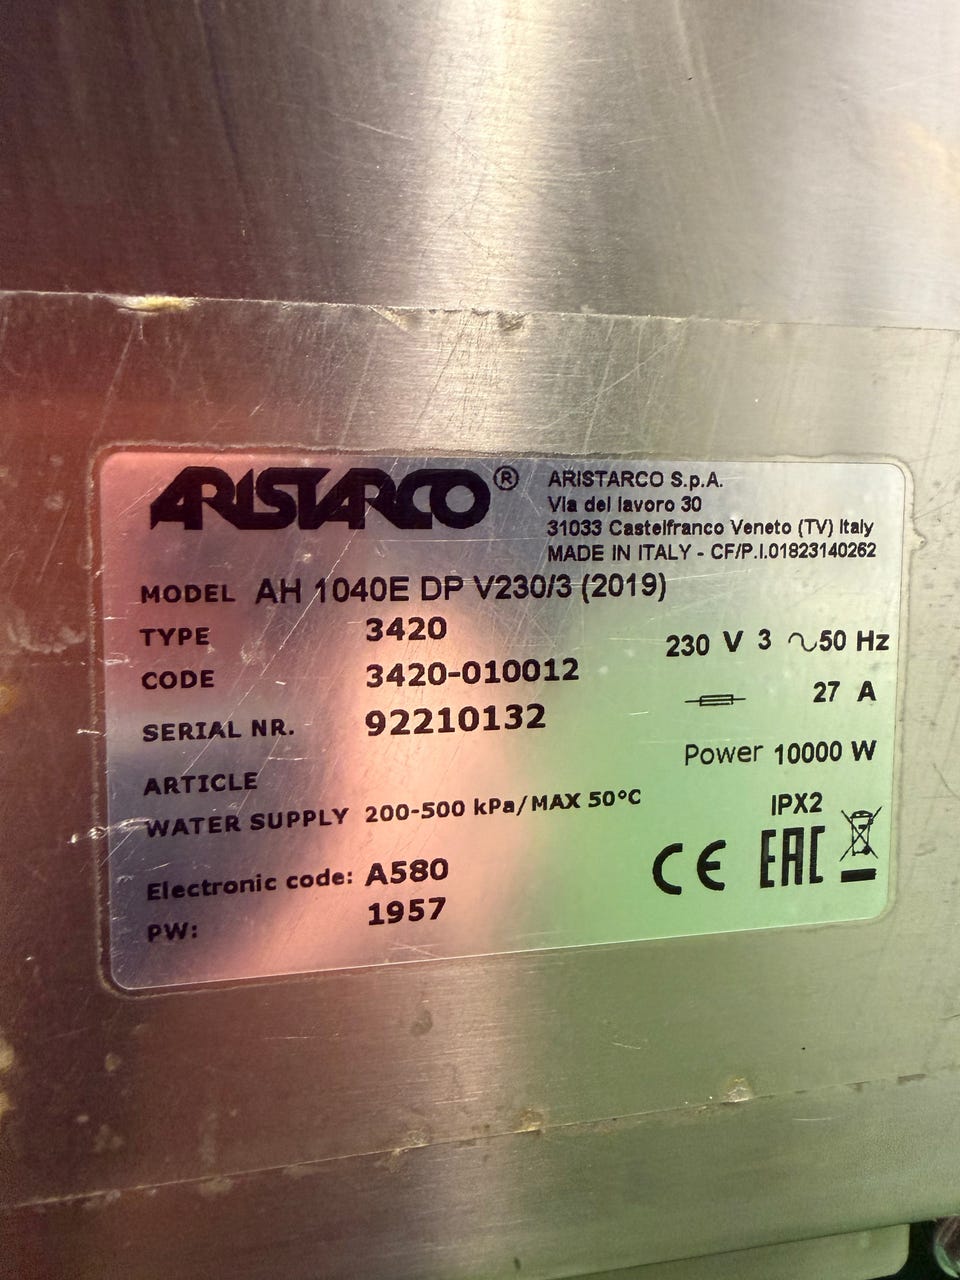 ARISTARCO®
ARISTARCO S.p.A.
Via del lavoro 30
31033 Castelfranco Veneto (TV) Italy
MADE IN ITALY - CF/P.I.01823140262
MODEL AH 1040E DP V230/3 (2019)
TYPE 3420
230 V 3 ∿50 Hz
CODE 3420-010012
27 A
SERIAL NR. 92210132
Power 10000 W
ARTICLE
WATER SUPPLY 200-500 kPa/MAX 50°C
IPX2
CE EAC
Electronic code: A580
PW: 1957